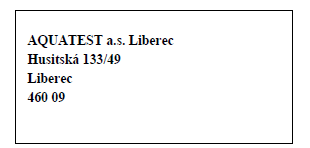 AQUATEST a.s. Liberec
Husitská 133/49
Liberec
460 09